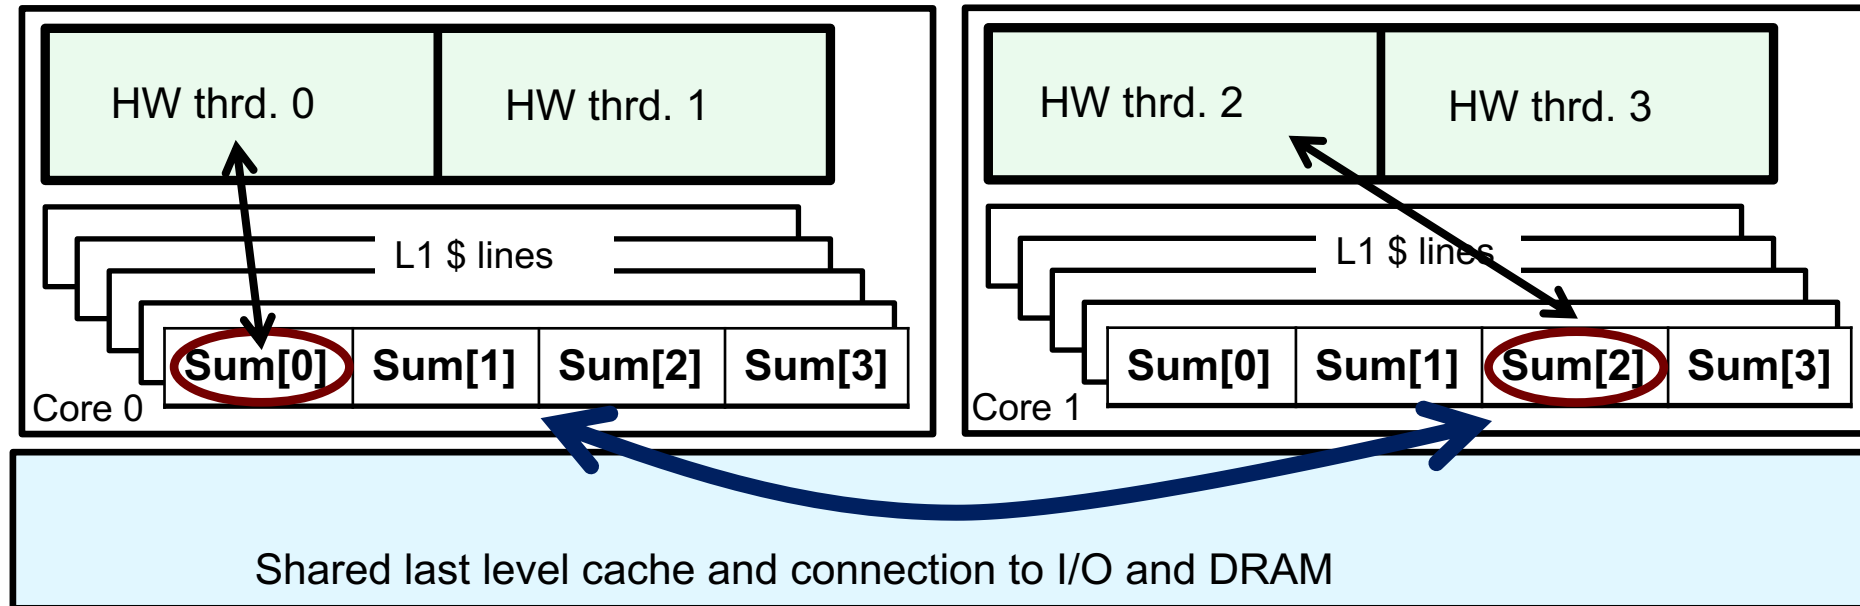 HW thrd. 0
HW thrd. 1
L1 $ lines
Sum[0] Sum[1] Sum[2] Sum[3]
Core 0
HW thrd. 2
HW thrd. 3
L1 $ lines
Sum[0] Sum[1] Sum[2] Sum[3]
Core 1
Shared last level cache and connection to I/O and DRAM